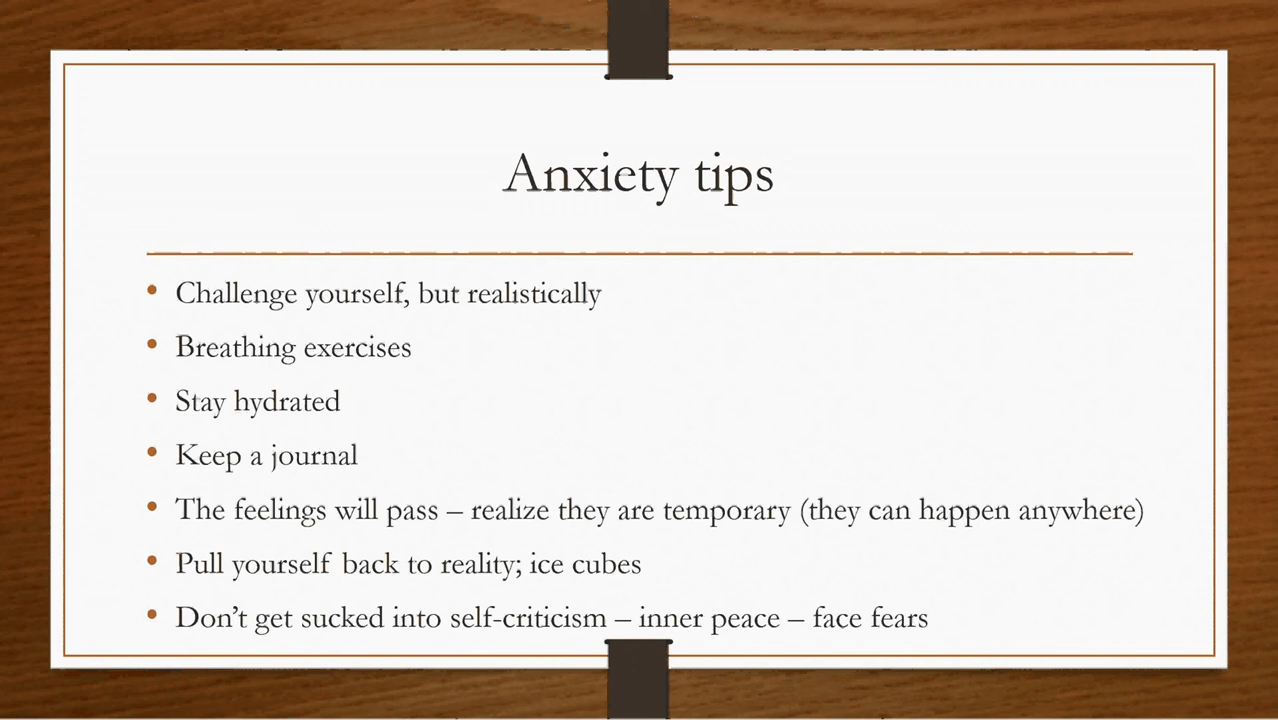 Anxiety tips
• Challenge yourself, but realistically
• Breathing exercises
• Stay hydrated
• Keep a journal
• The feelings will pass – realize they are temporary (they can happen anywhere)
• Pull yourself back to reality; ice cubes
• Don’t get sucked into self-criticism – inner peace – face fears